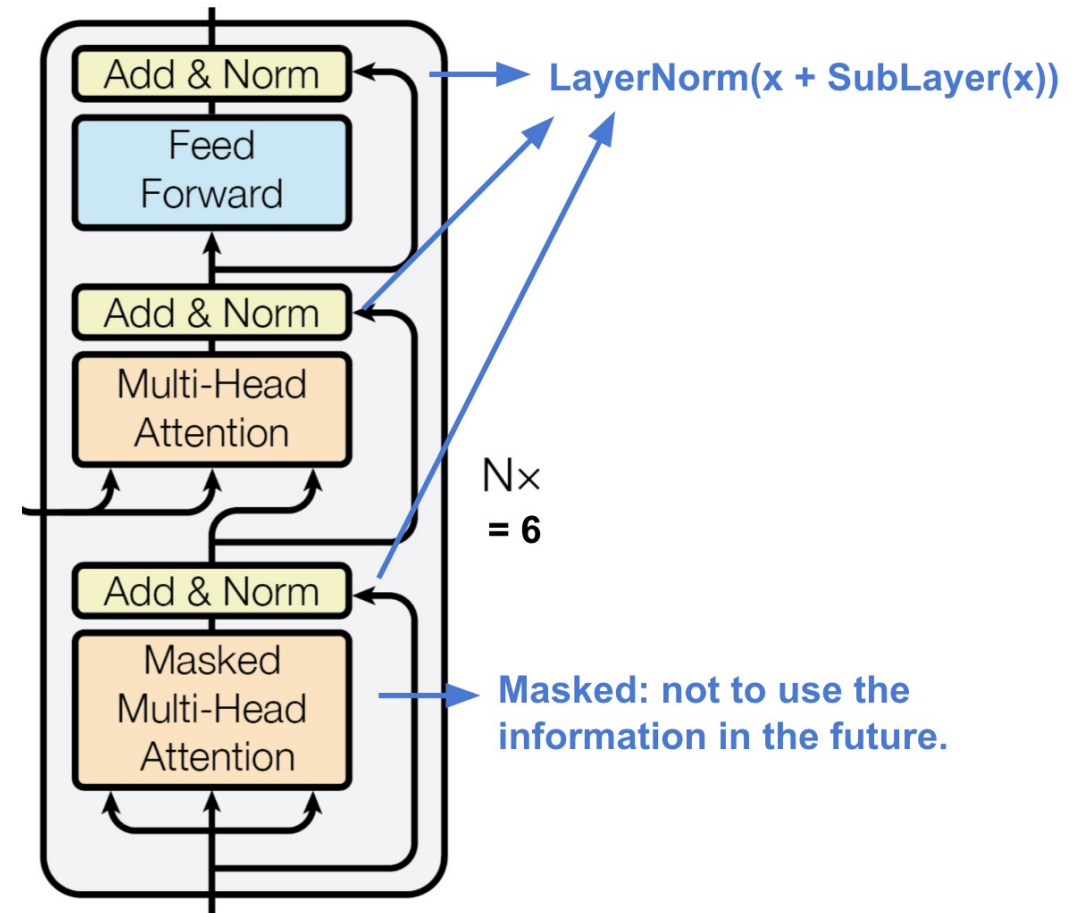 Add & Norm
LayerNorm(x + SubLayer(x))
Feed
Forward
Add & Norm
Multi-Head
Attention
N×
= 6
Add & Norm
Masked
Multi-Head
Attention
Masked: not to use the
information in the future.